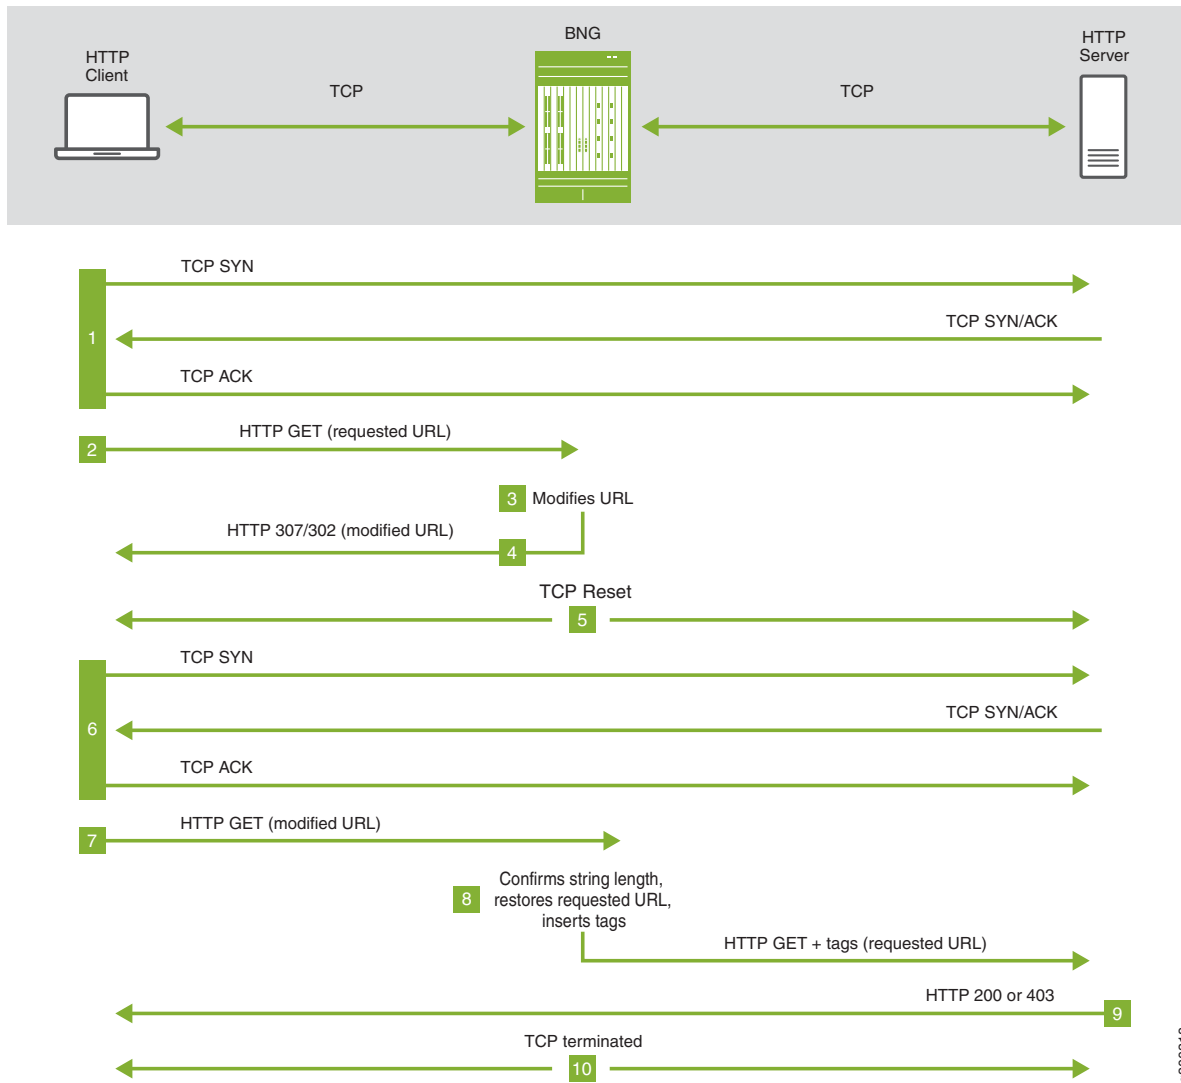 BNG
HTTP
Client
HTTP
Server
TCP
TCP
TCP SYN
1
TCP SYN/ACK
TCP ACK
2
HTTP GET (requested URL)
3 Modifies URL
HTTP 307/302 (modified URL)
4
TCP Reset
5
TCP SYN
6
TCP SYN/ACK
TCP ACK
7
HTTP GET (modified URL)
8
Confirms string length,
restores requested URL,
inserts tags
HTTP GET + tags (requested URL)
HTTP 200 or 403
9
TCP terminated
10